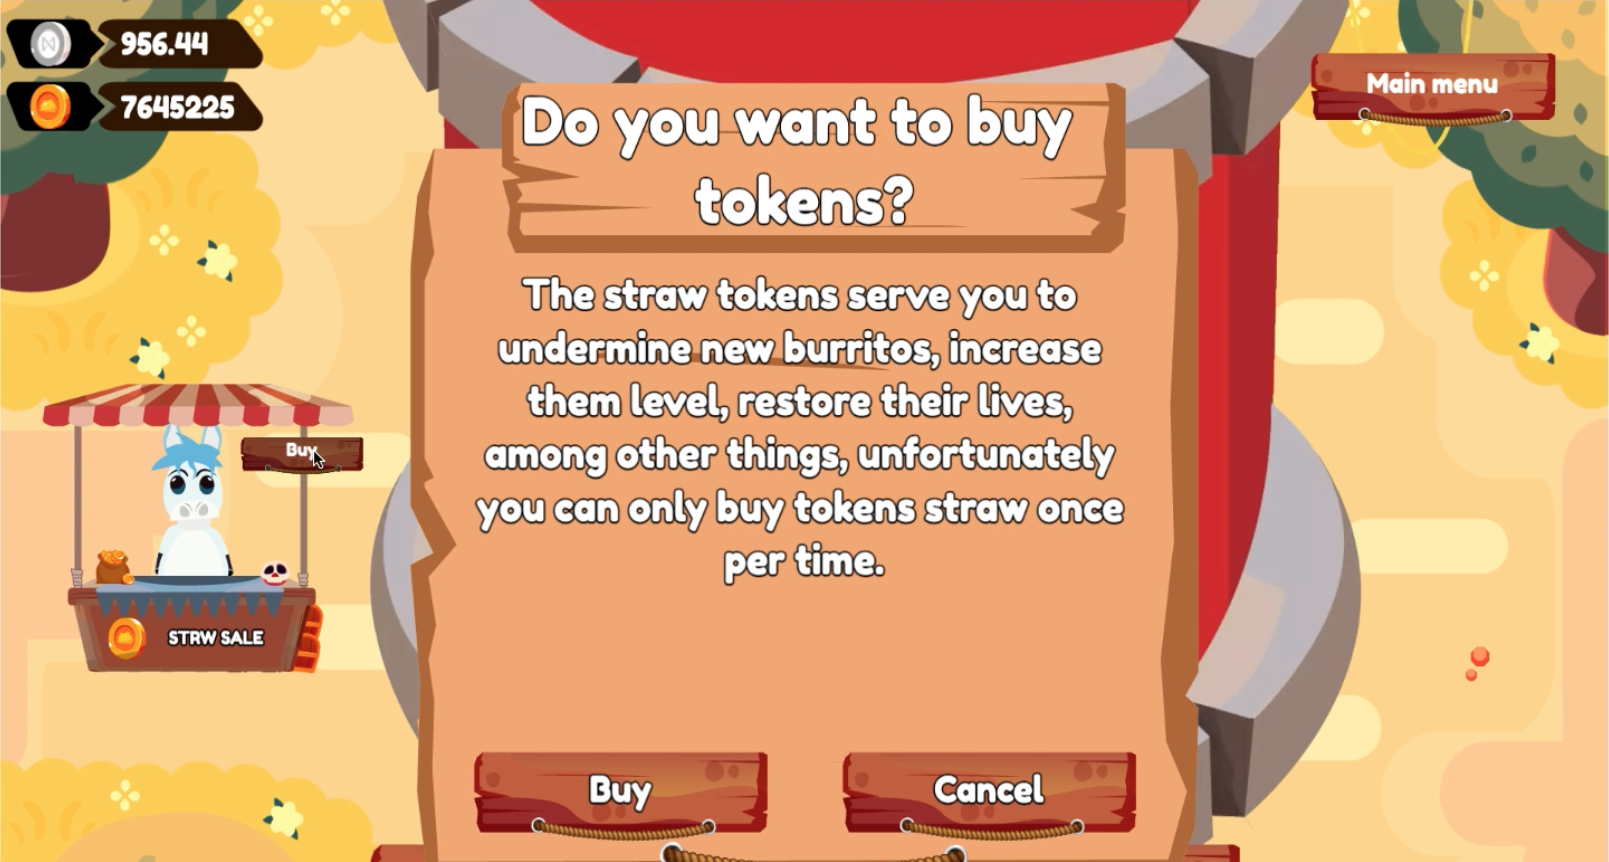 956.44
7645225
Main menu
Do you want to buy
tokens?
The straw tokens serve you to
undermine new burritos, increase
them level, restore their lives,
among other things, unfortunately
you can only buy tokens straw once
per time.
Buy
STRW SALE
Buy
Cancel